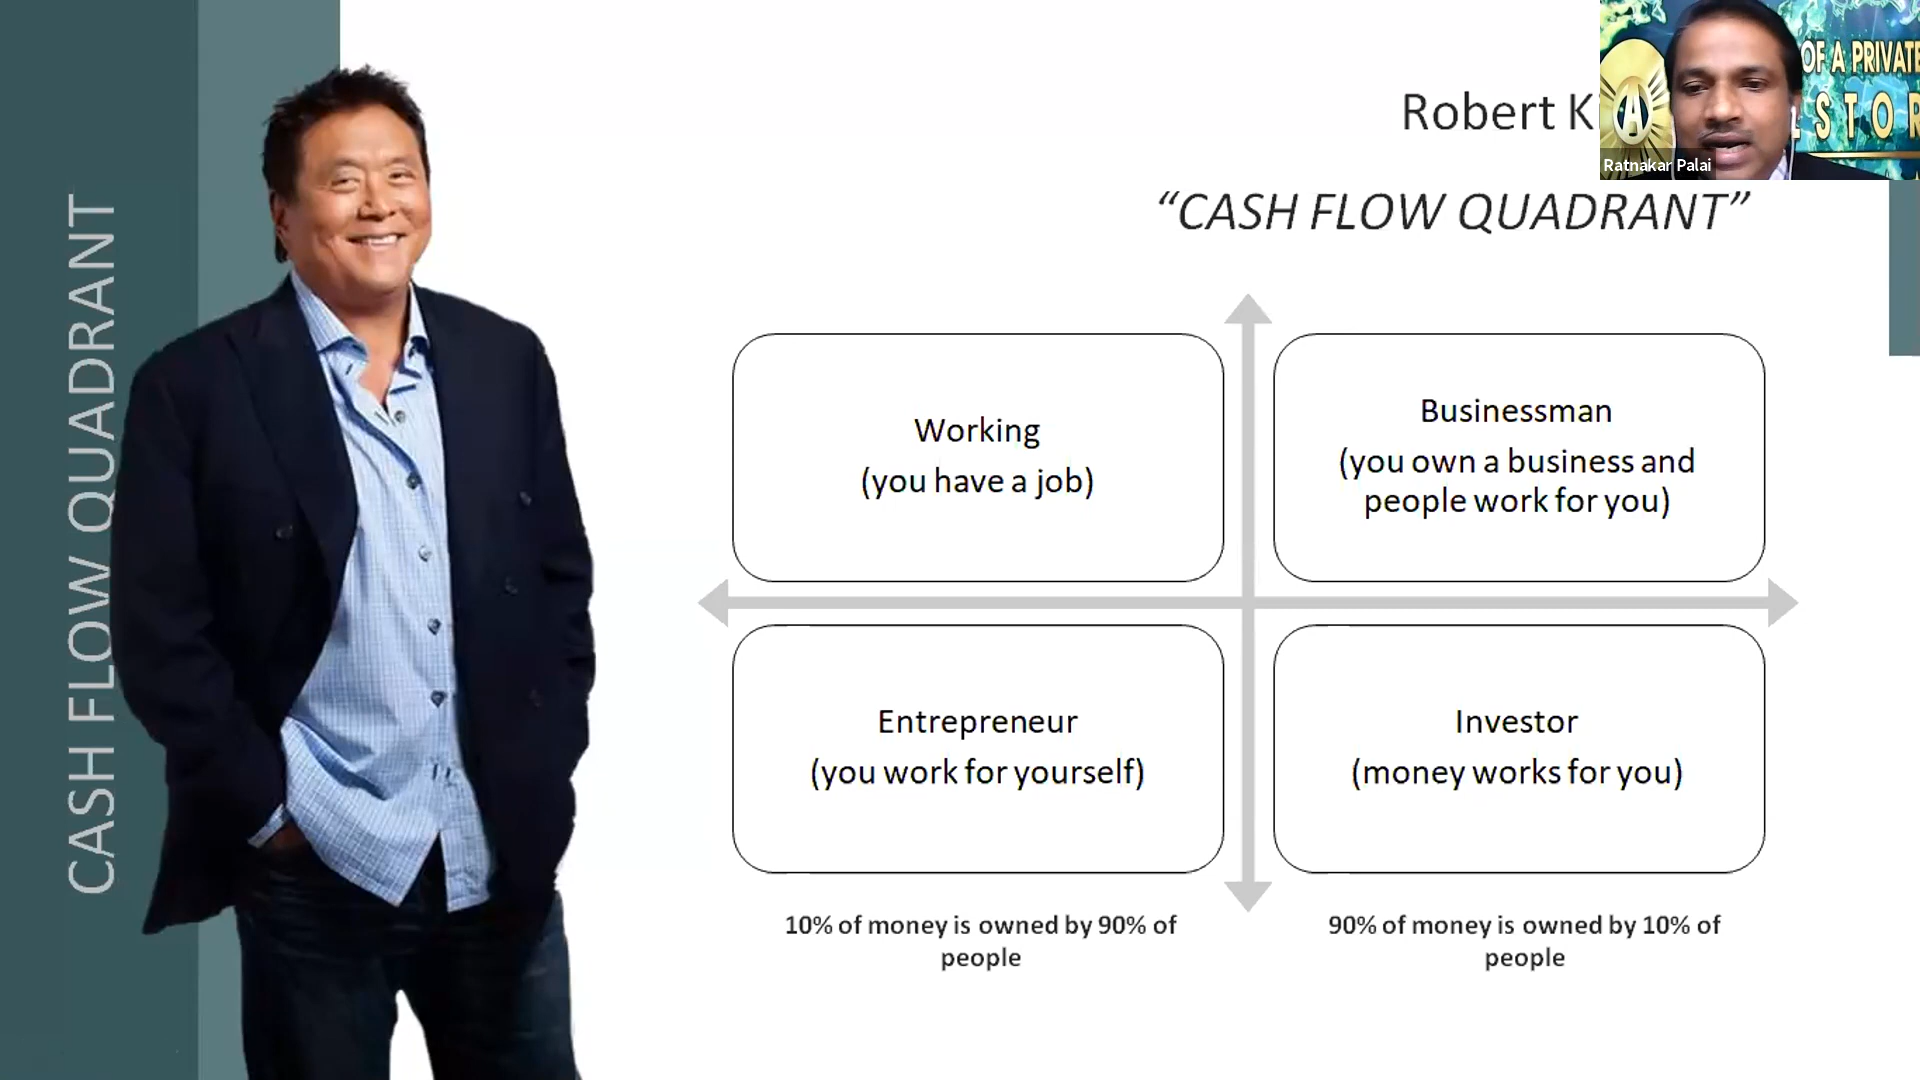 CASH FLOW QUADRANT
Robert K
OF A PRIVATE
A
S T O R
Ratnakar Palai
“CASH FLOW QUADRANT”
Working
(you have a job)
Businessman
(you own a business and
people work for you)
Entrepreneur
(you work for yourself)
Investor
(money works for you)
10% of money is owned by 90% of
people
90% of money is owned by 10% of
people